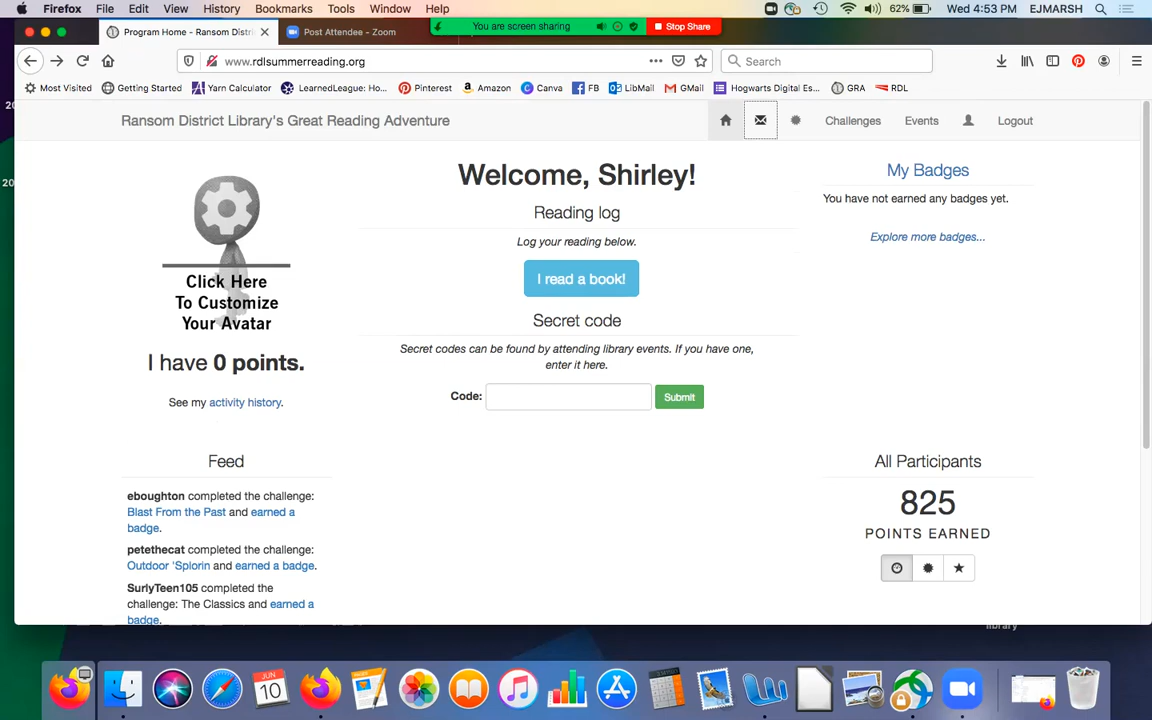 Firefox File Edit View History Bookmarks Tools Window Help 62% Wed 4:53 PM EJMARSH
You are screen sharing Stop Share
Program Home - Ransom Distri Post Attendee - Zoom
www.rdlsummerreading.org Search
Most Visited Getting Started Yarn Calculator LearnedLeague: Ho... Pinterest Amazon Canva FB LibMail GMail Hogwarts Digital Es... GRA RDL
Ransom District Library's Great Reading Adventure Challenges Events Logout
Welcome, Shirley!
Reading log
Log your reading below.
I read a book!
Secret code
Secret codes can be found by attending library events. If you have one,
enter it here.
Code: Submit
Click Here
To Customize
Your Avatar
I have 0 points.
See my activity history.
Feed
eboughton completed the challenge:
Blast From the Past and earned a
badge.
petethecat completed the challenge:
Outdoor 'Splorin and earned a badge.
SurlyTeen105 completed the
challenge: The Classics and earned a
badge.
My Badges
You have not earned any badges yet.
Explore more badges...
All Participants
825
POINTS EARNED
library
JUN
10